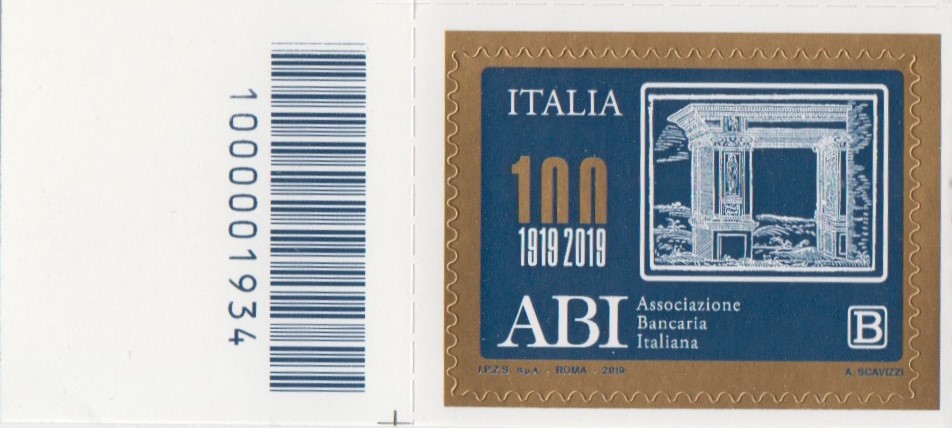 1000001934
ITALIA
100
1919 2019
ABI
Associazione
Bancaria
Italiana
B
I.P.Z.S. S.p.A. - ROMA - 2019
A. SCAVIZZI